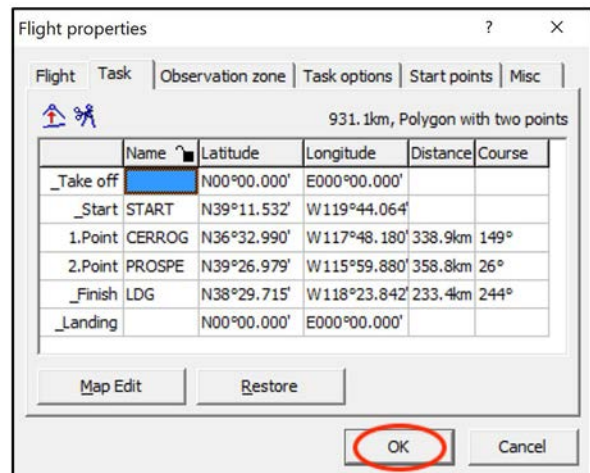 Flight properties ? ×
Flight Task Observation zone Task options Start points Misc
931.1km, Polygon with two points
Name Latitude Longitude Distance Course
_Take off N00°00.000' E000°00.000'
_Start START N39°11.532' W119°44.064'
1.Point CERROG N36°32.990' W117°48.180' 338.9km 149°
2.Point PROSPE N39°26.979' W115°59.880' 358.8km 26°
_Finish LDG N38°29.715' W118°23.842' 233.4km 244°
_Landing N00°00.000' E000°00.000'
Map Edit Restore
OK Cancel